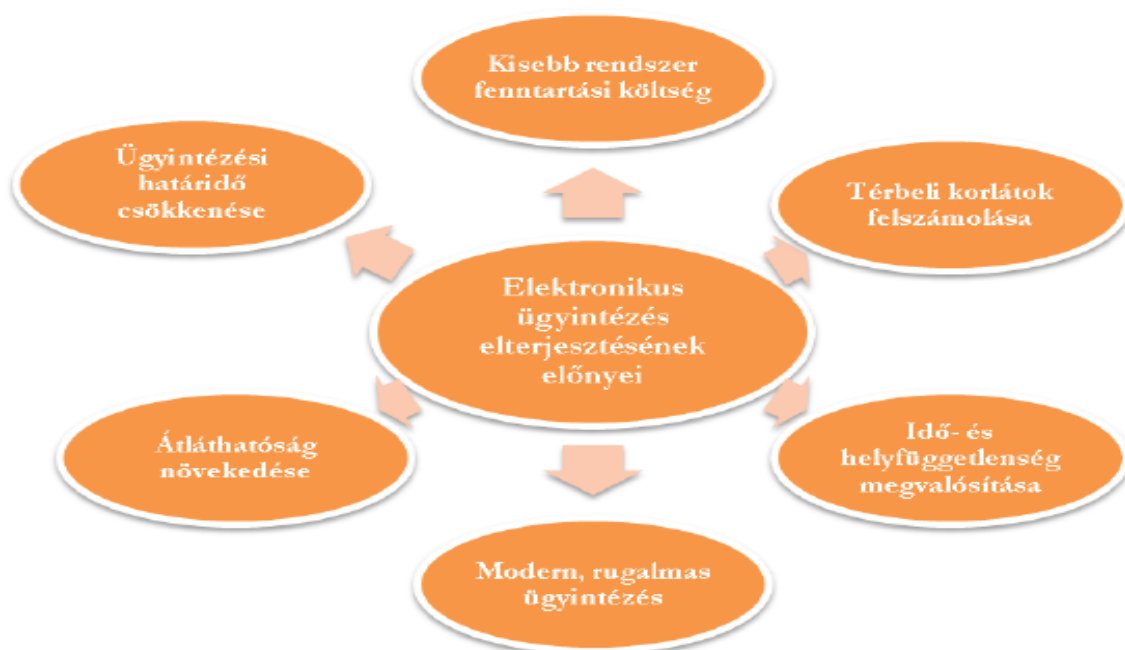 Kisebb rendszer
fenntartási költség
Ügyintézési
határidő
csökkenése
Térbeli korlátok
felszámolása
Elektronikus
ügyintézés
elterjesztésének
előnyei
Átláthatóság
növekedése
Idő- és
helyfüggetlenség
megvalósítása
Modern, rugalmas
ügyintézés